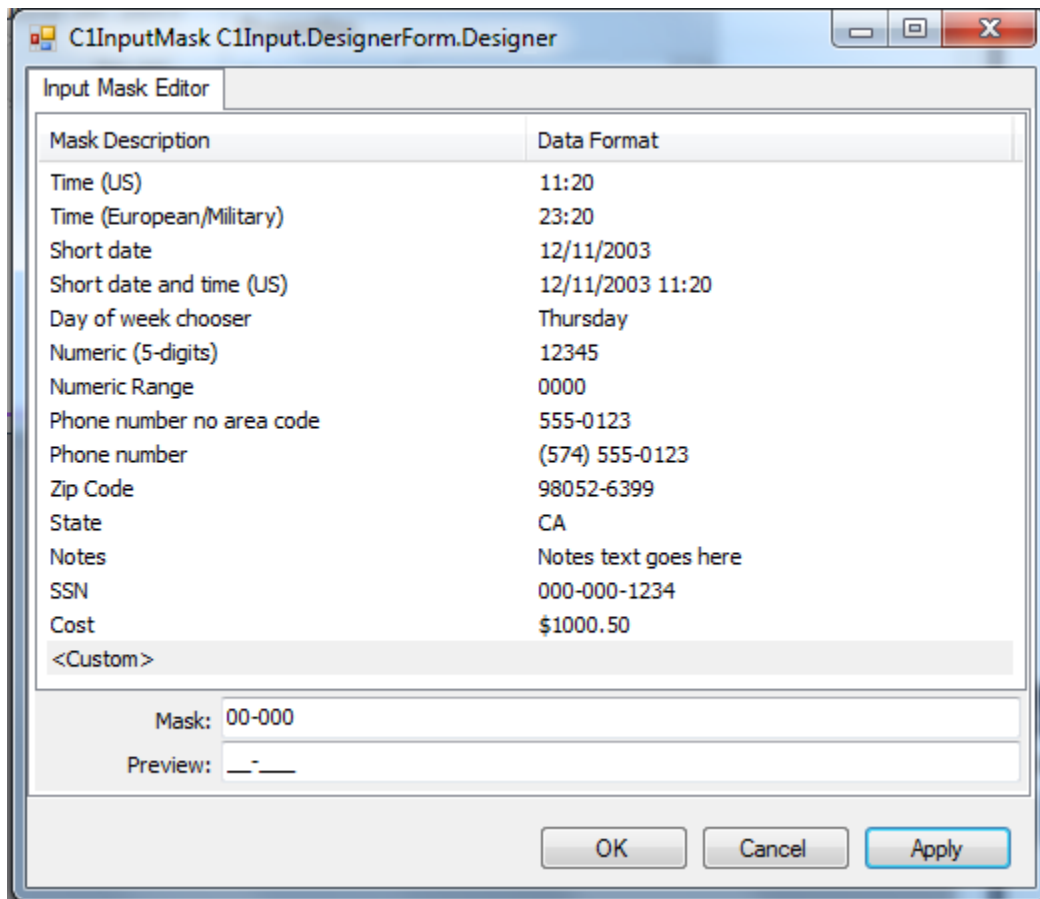 C1InputMask C1Input.DesignerForm.Designer
Input Mask Editor
Mask Description Data Format
Time (US) 11:20
Time (European/Military) 23:20
Short date 12/11/2003
Short date and time (US) 12/11/2003 11:20
Day of week chooser Thursday
Numeric (5-digits) 12345
Numeric Range 0000
Phone number no area code 555-0123
Phone number (574) 555-0123
Zip Code 98052-6399
State CA
Notes Notes text goes here
SSN 000-000-1234
Cost $1000.50
<Custom>
Mask: 00-000
Preview: __-___
OK Cancel Apply